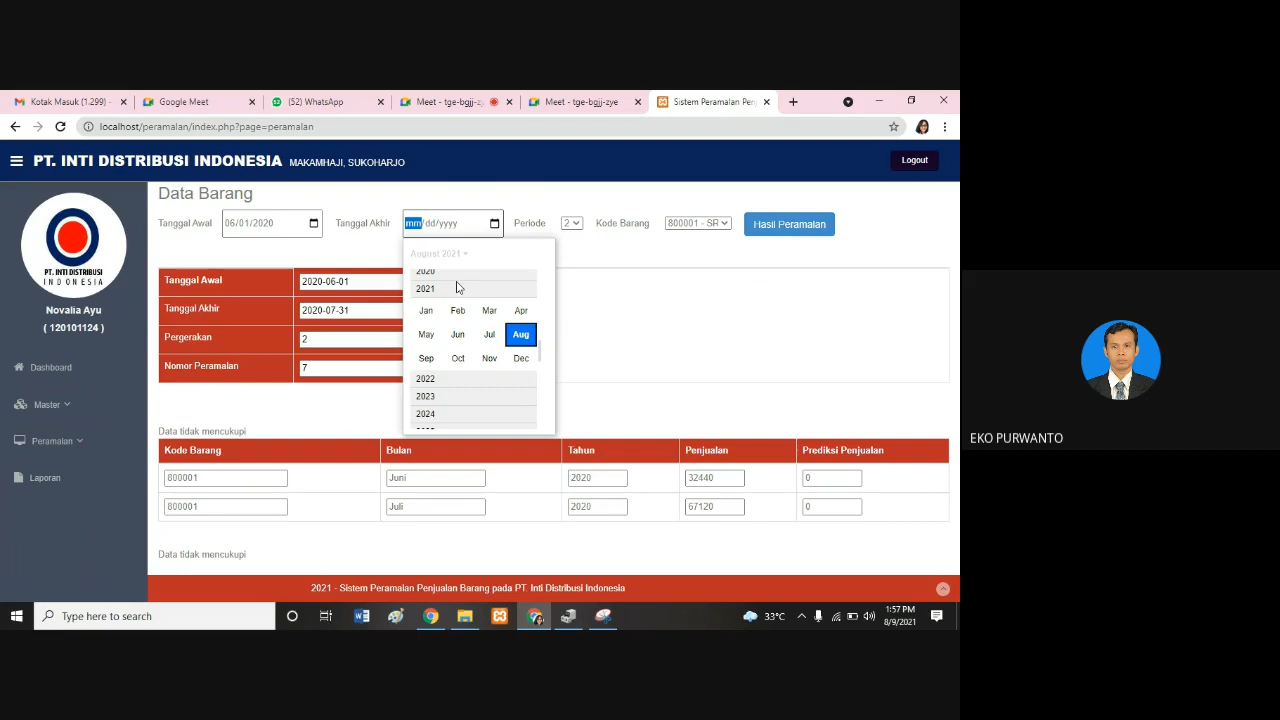 Kotak Masuk (1.299) -
Google Meet
(52) WhatsApp
Meet - tge-bgjj-zy
Meet - tge-bgjj-zye
Sistem Peramalan Pen
localhost/peramalan/index.php?page=peramalan
PT. INTI DISTRIBUSI INDONESIA MAKAMHAJI, SUKOHARJO
Logout
PT. INTI DISTRIBUSI
INDONESIA
Novalia Ayu
( 120101124 )
Dashboard
Master
Peramalan
Laporan
Data Barang
Tanggal Awal 06/01/2020 Tanggal Akhir mm/dd/yyyy Periode 2 Kode Barang 800001 - SR Hasil Peramalan
August 2021
2020
2021
Jan Feb Mar Apr
May Jun Jul Aug
Sep Oct Nov Dec
2022
2023
2024
Tanggal Awal 2020-06-01
Tanggal Akhir 2020-07-31
Pergerakan 2
Nomor Peramalan 7
Data tidak mencukupi
Kode Barang Bulan Tahun Penjualan Prediksi Penjualan
800001 Juni 2020 32440 0
800001 Juli 2020 67120 0
Data tidak mencukupi
2021 - Sistem Peramalan Penjualan Barang pada PT. Inti Distribusi Indonesia
Type here to search
33°C
1:57 PM
8/9/2021
EKO PURWANTO